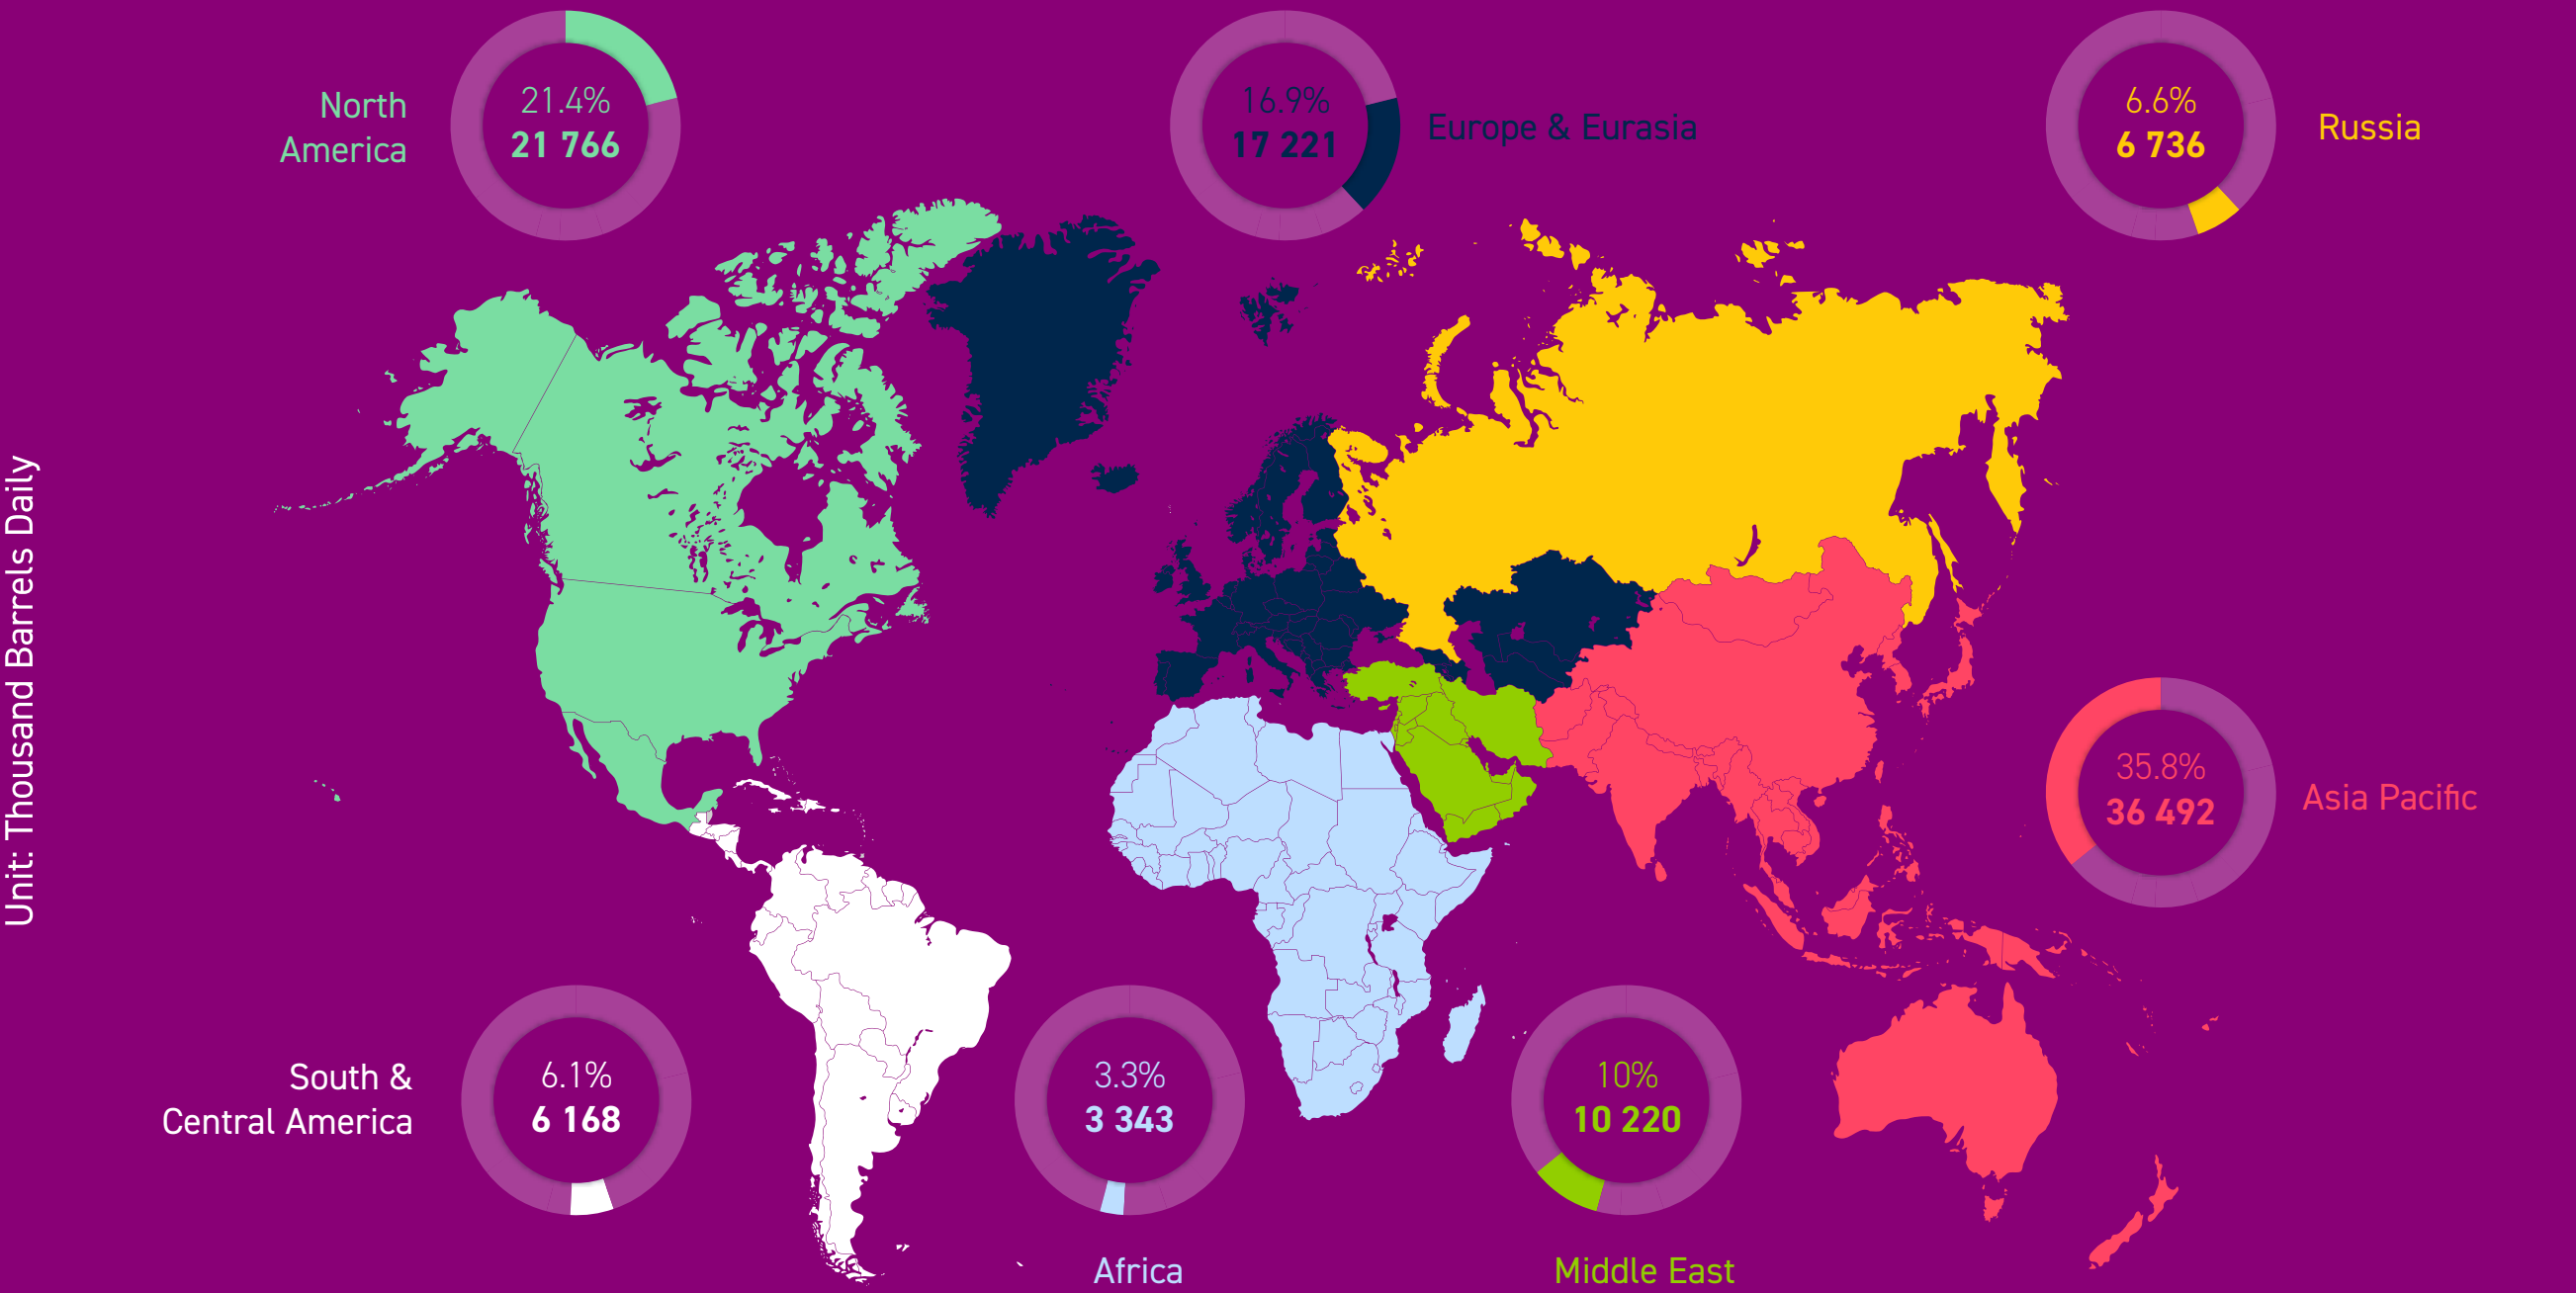 North
America
21.4%
21 766
16.9%
17 221
Europe & Eurasia
6.6%
6 736
Russia
Unit: Thousand Barrels Daily
35.8%
36 492
Asia Pacific
South &
Central America
6.1%
6 168
3.3%
3 343
Africa
10%
10 220
Middle East